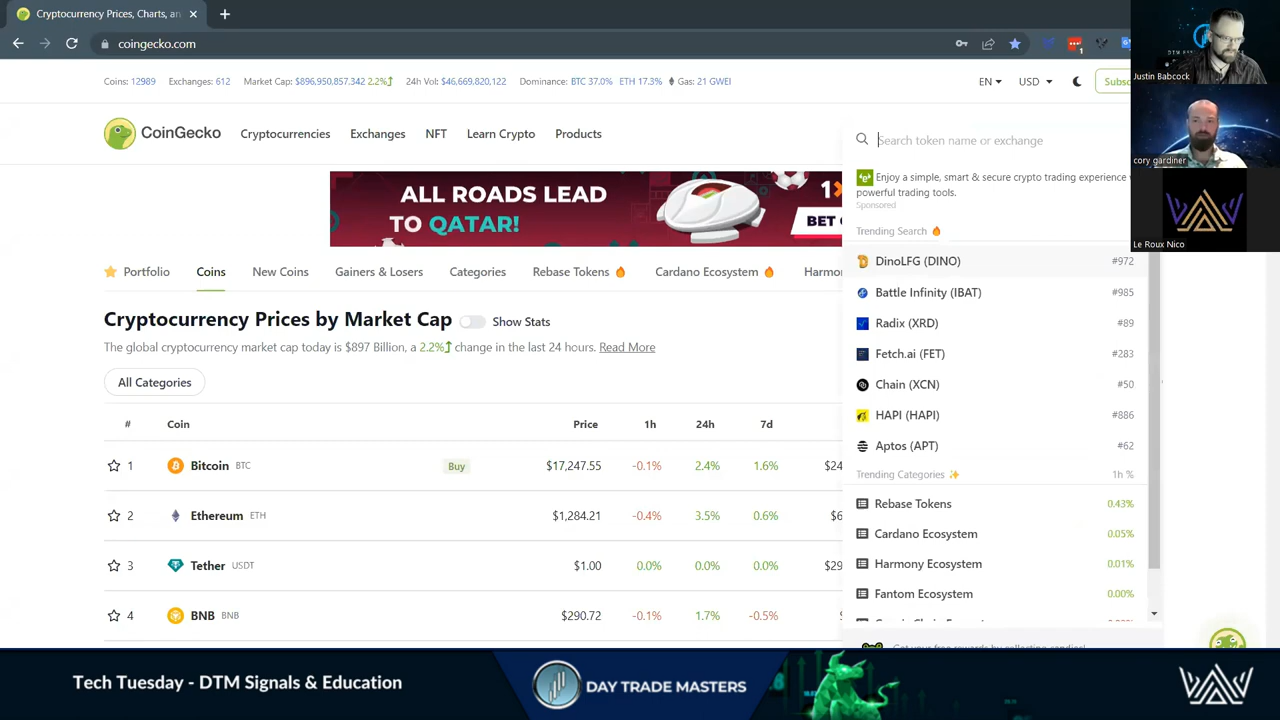 Cryptocurrency Prices, Charts, an
coingecko.com
1
Coins: 12989 Exchanges: 612 Market Cap: $896,950,857,342 2.2% 24h Vol: $46,669,820,122 Dominance: BTC 37.0% ETH 17.3% Gas: 21 GWEI
EN USD Subsc
CoinGecko Cryptocurrencies Exchanges NFT Learn Crypto Products
Search token name or exchange
Enjoy a simple, smart & secure crypto trading experience
powerful trading tools.
Sponsored
ALL ROADS LEAD
TO QATAR!
BET
Trending Search
DinoLFG (DINO) #972
Battle Infinity (IBAT) #985
Radix (XRD) #89
Fetch.ai (FET) #283
Chain (XCN) #50
HAPI (HAPI) #886
Aptos (APT) #62
Trending Categories 1h %
Rebase Tokens 0.43%
Cardano Ecosystem 0.05%
Harmony Ecosystem 0.01%
Fantom Ecosystem 0.00%
Portfolio Coins New Coins Gainers & Losers Categories Rebase Tokens Cardano Ecosystem Harmo
Cryptocurrency Prices by Market Cap Show Stats
The global cryptocurrency market cap today is $897 Billion, a 2.2% change in the last 24 hours. Read More
All Categories
# Coin Price 1h 24h 7d
1 Bitcoin BTC Buy $17,247.55 -0.1% 2.4% 1.6% $24
2 Ethereum ETH $1,284.21 -0.4% 3.5% 0.6% $
3 Tether USDT $1.00 0.0% 0.0% 0.0% $29
4 BNB BNB $290.72 -0.1% 1.7% -0.5% $
Justin Babcock
cory gardiner
Le Roux Nico
Tech Tuesday - DTM Signals & Education
DAY TRADE MASTERS